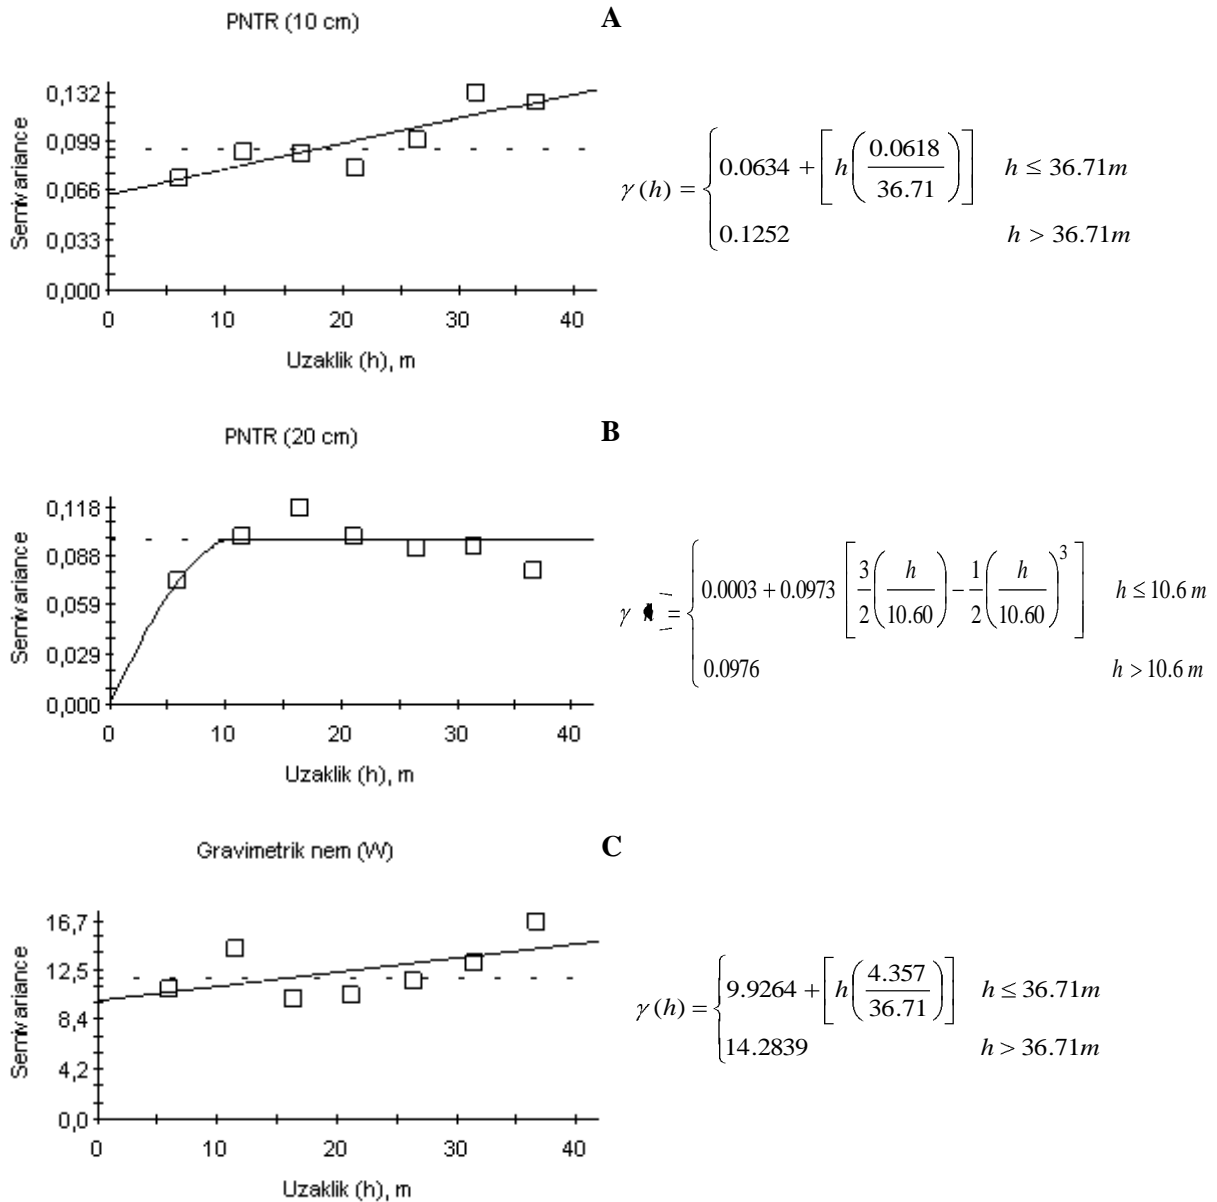 PNTR (10 cm)
A
0,132
0,099
0,066
0,033
0,000
Semivariance
0 10 20 30 40
Uzaklik (h), m
γ(h) = { 0.0634 + [ h ( 0.0618 / 36.71 ) ] h ≤ 36.71m
0.1252 h > 36.71m
PNTR (20 cm)
B
0,118
0,088
0,059
0,029
0,000
Semivariance
0 10 20 30 40
Uzaklik (h), m
γ = { 0.0003 + 0.0973 [ 3/2 ( h / 10.60 ) − 1/2 ( h / 10.60 )³ ] h ≤ 10.6 m
0.0976 h > 10.6 m
Gravimetrik nem (W)
C
16,7
12,5
8,4
4,2
0,0
Semivariance
0 10 20 30 40
Uzaklik (h), m
γ(h) = { 9.9264 + [ h ( 4.357 / 36.71 ) ] h ≤ 36.71m
14.2839 h > 36.71m